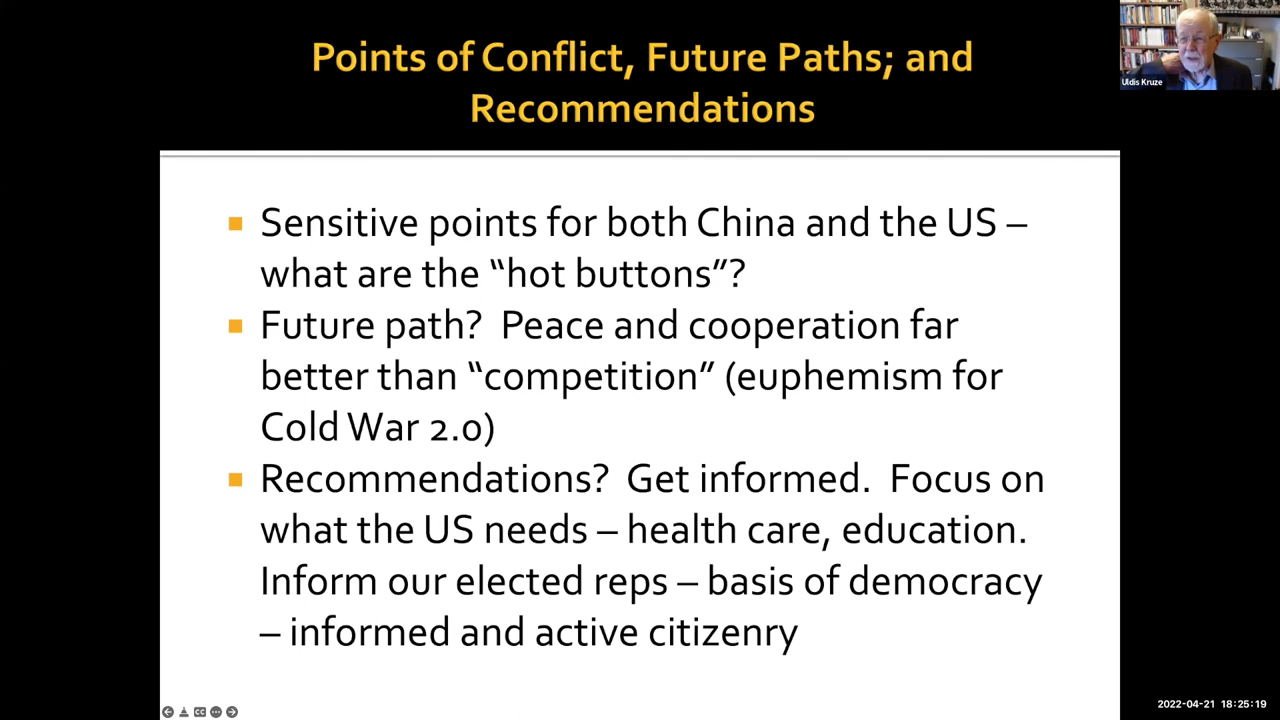 Points of Conflict, Future Paths; and
Recommendations
Uldis Kruze
Sensitive points for both China and the US –
what are the “hot buttons”?
Future path?  Peace and cooperation far
better than “competition” (euphemism for
Cold War 2.0)
Recommendations?  Get informed.  Focus on
what the US needs – health care, education.
Inform our elected reps – basis of democracy
– informed and active citizenry
CC
2022-04-21 18:25:19